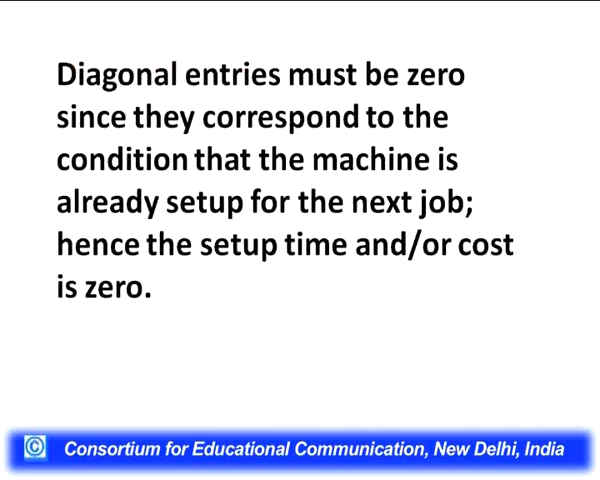 Diagonal entries must be zero
since they correspond to the
condition that the machine is
already setup for the next job;
hence the setup time and/or cost
is zero.
© Consortium for Educational Communication, New Delhi, India